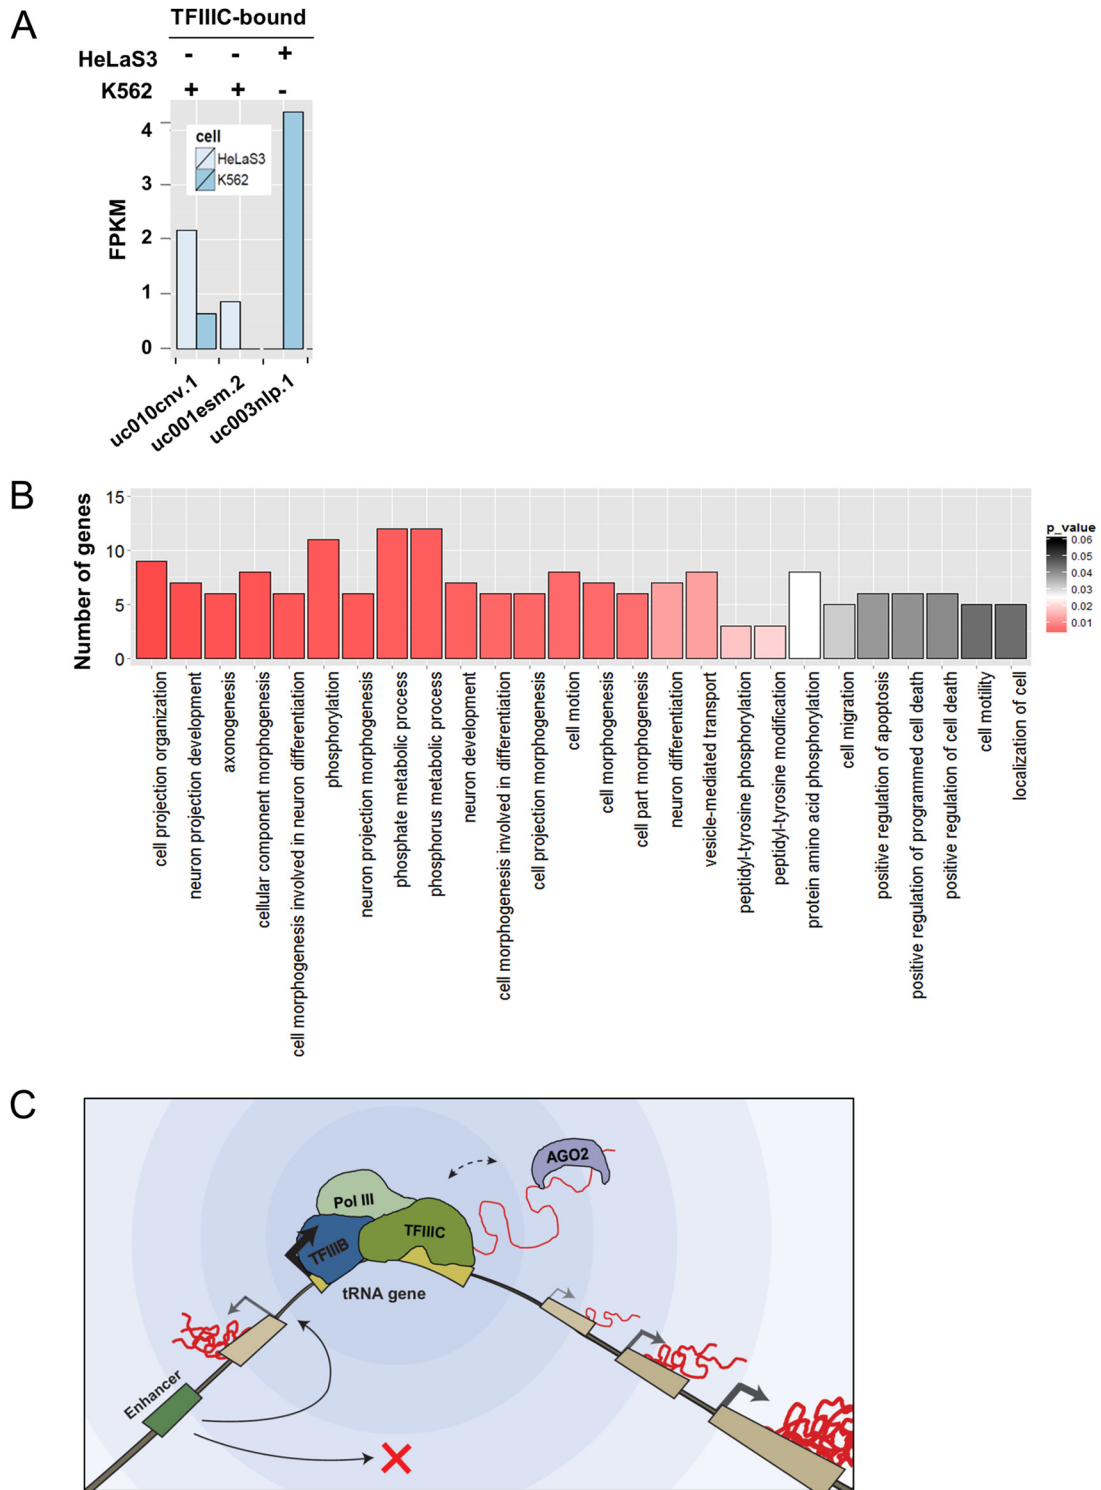 A
TFIIIC-bound
HeLaS3 - - +
K562 + + -
cell
HeLaS3
K562
FPKM
4
3
2
1
0
uc010cnv.1
uc001esm.2
uc003nlp.1
B
Number of genes
15
10
5
0
p_value
0.06
0.05
0.04
0.03
0.02
0.01
cell projection organization
neuron projection development
axonogenesis
cellular component morphogenesis
cell morphogenesis involved in neuron differentiation
phosphorylation
neuron projection morphogenesis
phosphate metabolic process
phosphorus metabolic process
neuron development
cell morphogenesis involved in differentiation
cell projection morphogenesis
cell motion
cell morphogenesis
cell part morphogenesis
neuron differentiation
vesicle-mediated transport
peptidyl-tyrosine phosphorylation
peptidyl-tyrosine modification
protein amino acid phosphorylation
cell migration
positive regulation of apoptosis
positive regulation of programmed cell death
positive regulation of cell death
cell motility
localization of cell
C
AGO2
Pol III
TFIIIC
TFIIIB
tRNA gene
Enhancer